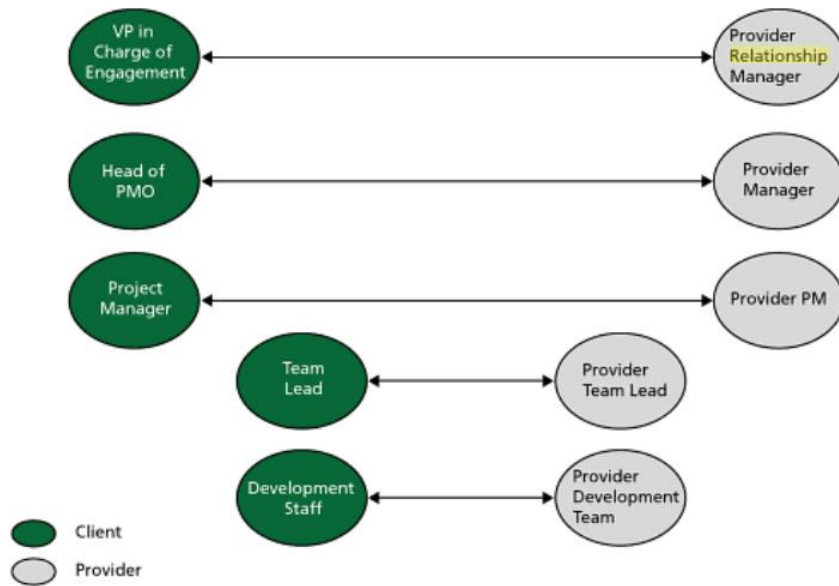 VP in
Charge of
Engagement
Provider
Relationship
Manager
Head of
PMO
Provider
Manager
Project
Manager
Provider PM
Team
Lead
Provider
Team Lead
Development
Staff
Provider
Development
Team
Client
Provider